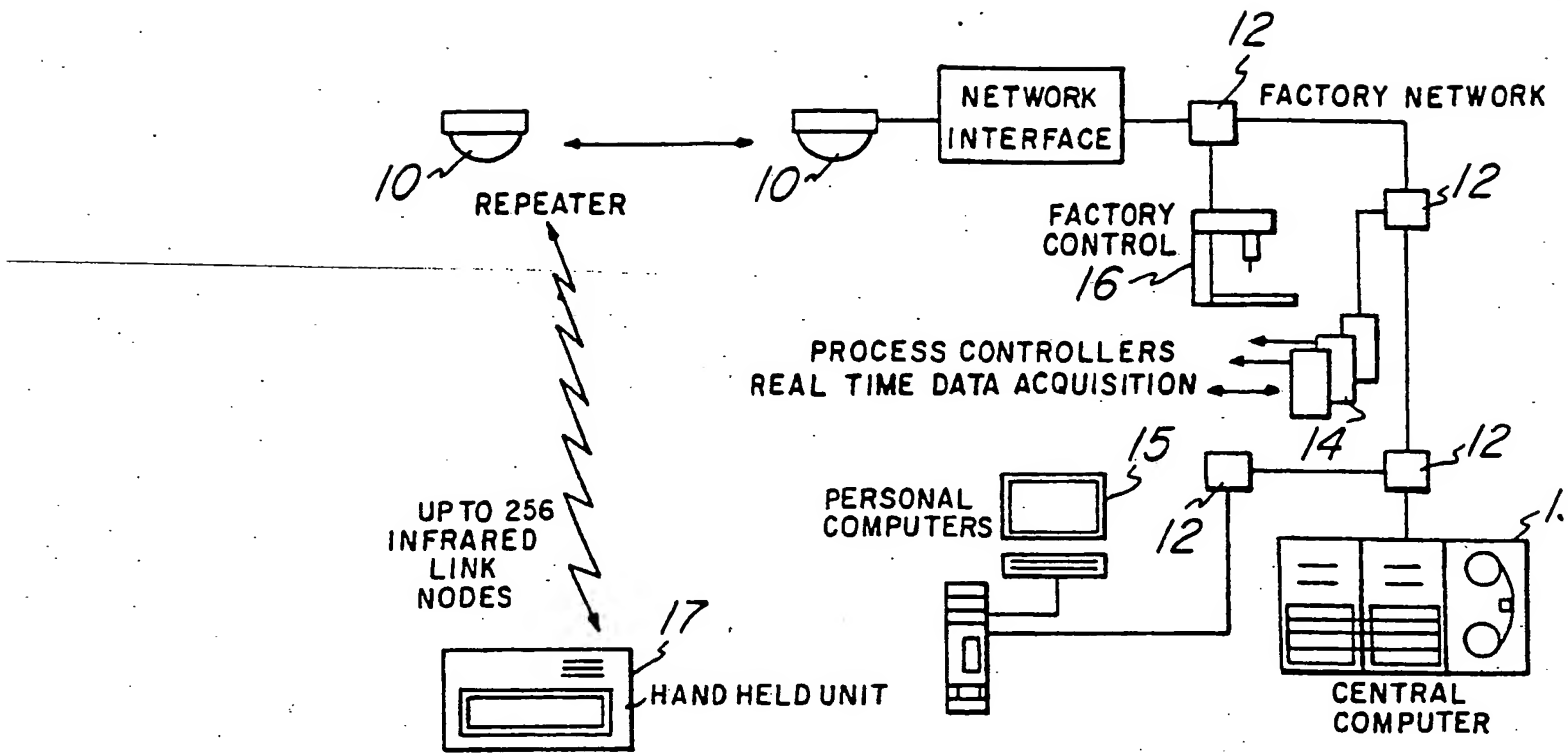 12
FACTORY NETWORK
NETWORK
INTERFACE
10
REPEATER
10
12
FACTORY
CONTROL
16
PROCESS CONTROLLERS
REAL TIME DATA ACQUISITION
14
12
15
PERSONAL
COMPUTERS
12
1.
UP TO 256
INFRARED
LINK
NODES
17
HAND HELD UNIT
CENTRAL
COMPUTER